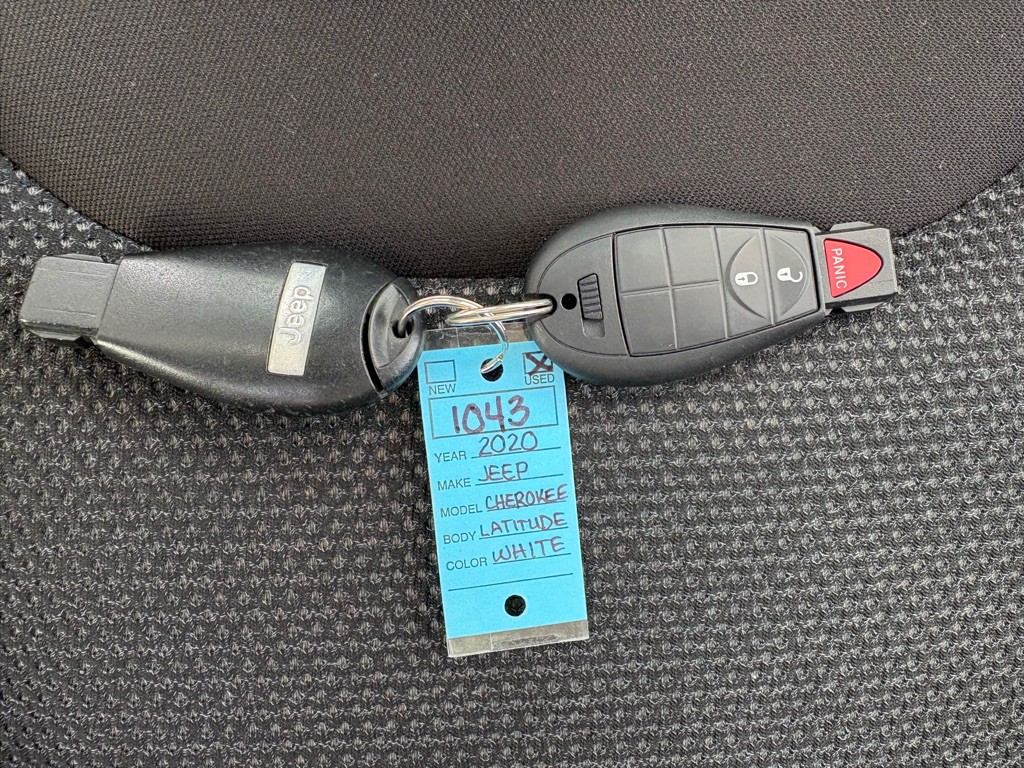 Jeep
PANIC
NEW
USED
1043
YEAR 2020
MAKE JEEP
MODEL CHEROKEE
BODY LATITUDE
COLOR WHITE